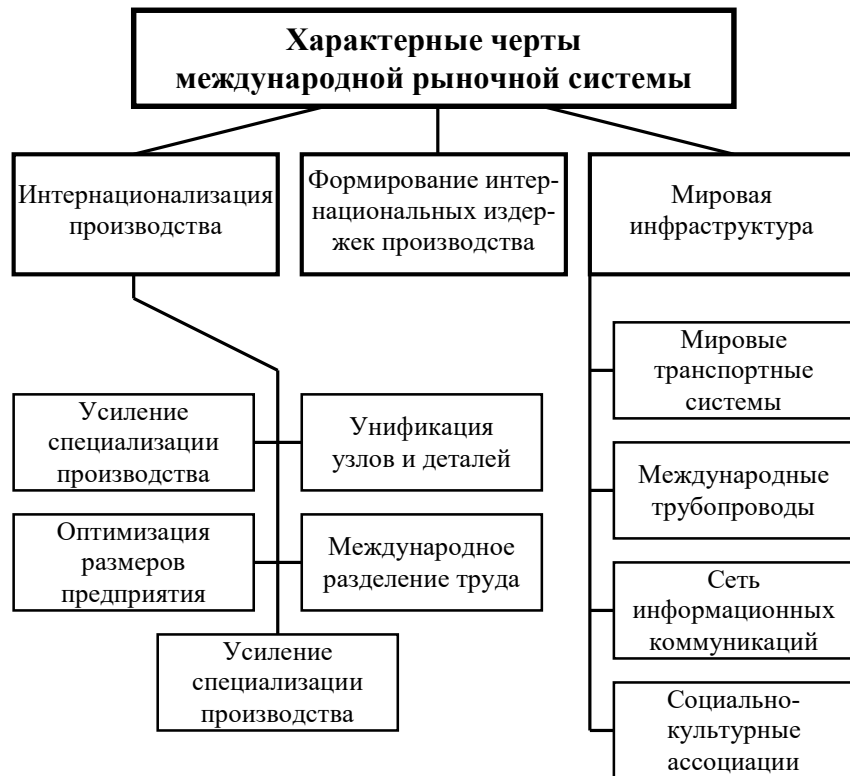 Характерные черты
международной рыночной системы
Интернационализация
производства
Формирование интер-
национальных издер-
жек производства
Мировая
инфраструктура
Усиление
специализации
производства
Унификация
узлов и деталей
Оптимизация
размеров
предприятия
Международное
разделение труда
Усиление
специализации
производства
Мировые
транспортные
системы
Международные
трубопроводы
Сеть
информационных
коммуникаций
Социально-
культурные
ассоциации